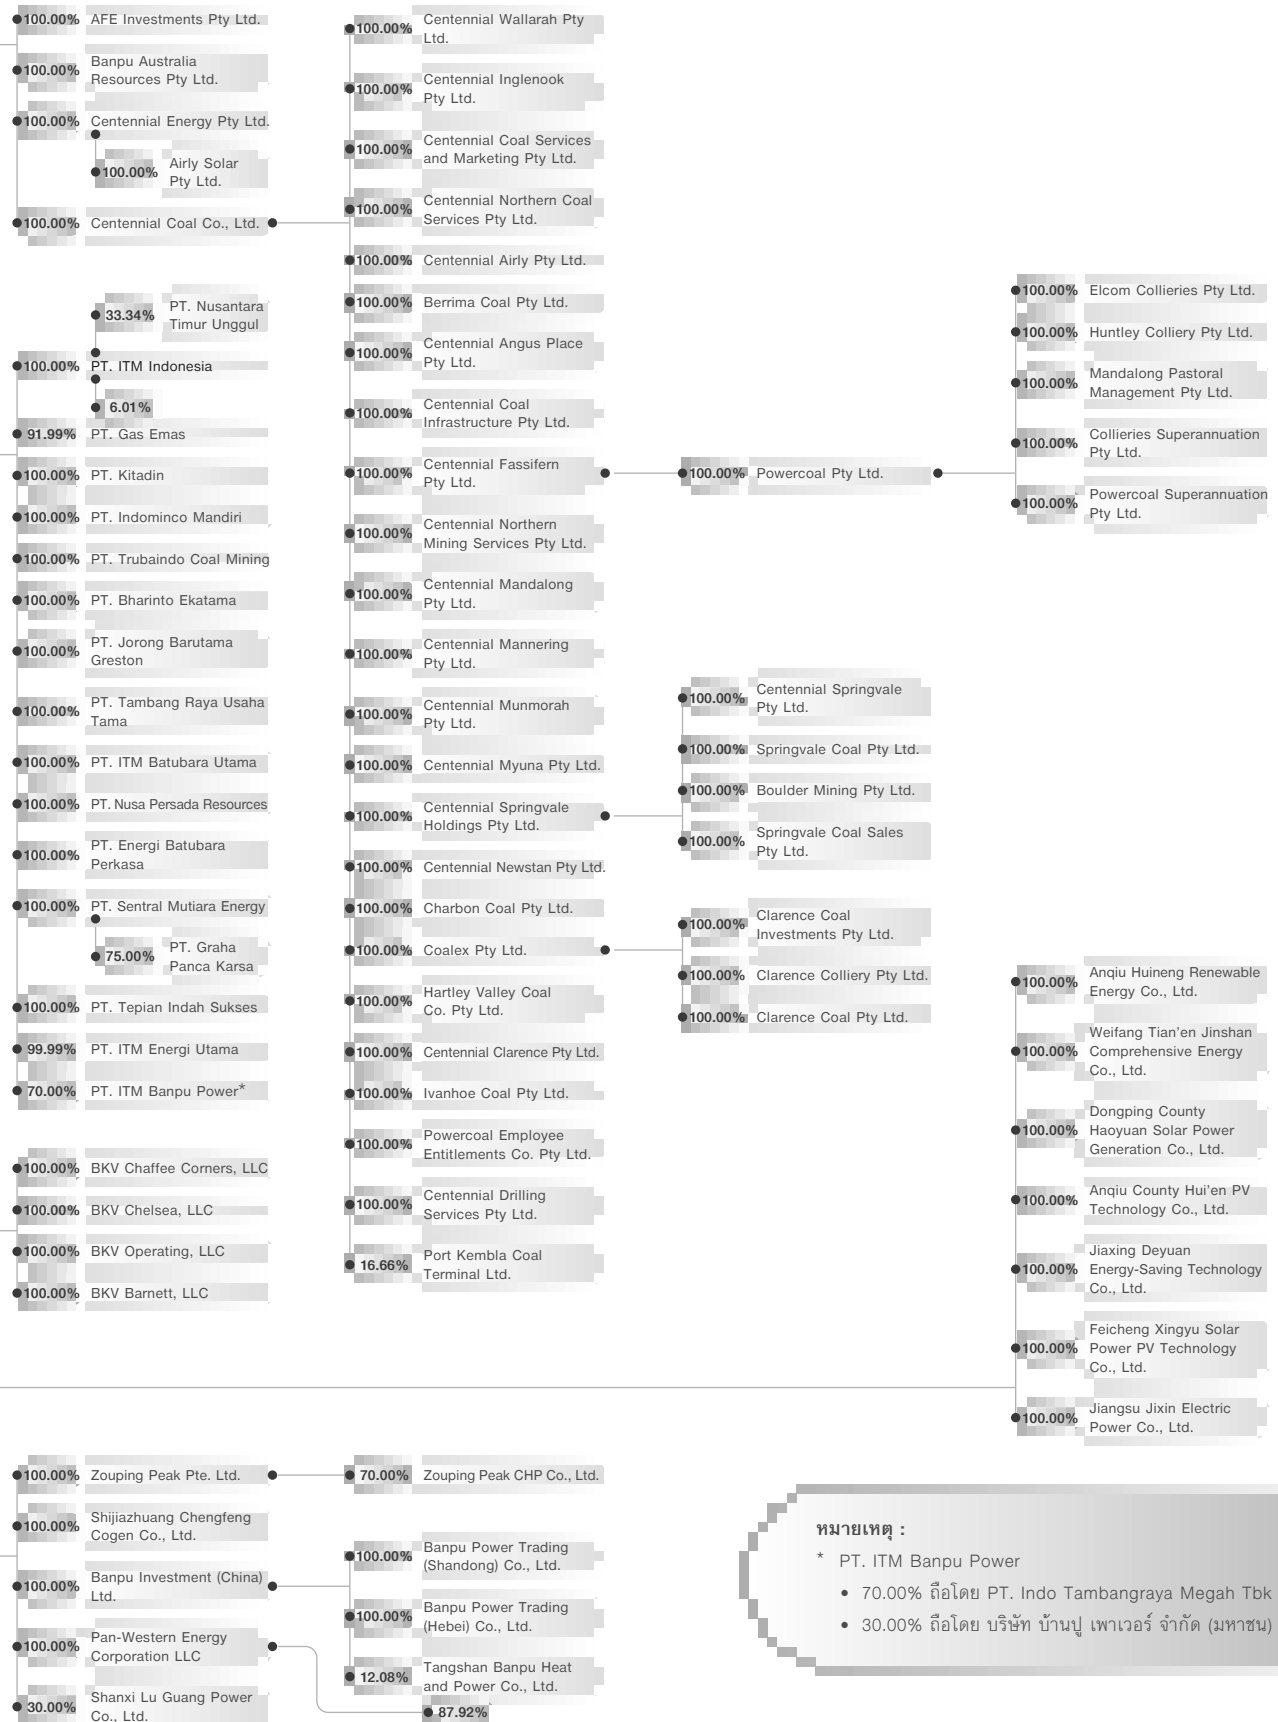 100.00% AFE Investments Pty Ltd.
100.00% Banpu Australia
Resources Pty Ltd.
100.00% Centennial Energy Pty Ltd.
100.00% Airly Solar
Pty Ltd.
100.00% Centennial Coal Co., Ltd.
33.34% PT. Nusantara
Timur Unggul
100.00% PT. ITM Indonesia
6.01%
91.99% PT. Gas Emas
100.00% PT. Kitadin
100.00% PT. Indominco Mandiri
100.00% PT. Trubaindo Coal Mining
100.00% PT. Bharinto Ekatama
100.00% PT. Jorong Barutama
Greston
100.00% PT. Tambang Raya Usaha
Tama
100.00% PT. ITM Batubara Utama
100.00% PT. Nusa Persada Resources
100.00% PT. Energi Batubara
Perkasa
100.00% PT. Sentral Mutiara Energy
75.00% PT. Graha
Panca Karsa
100.00% PT. Tepian Indah Sukses
99.99% PT. ITM Energi Utama
70.00% PT. ITM Banpu Power*
100.00% BKV Chaffee Corners, LLC
100.00% BKV Chelsea, LLC
100.00% BKV Operating, LLC
100.00% BKV Barnett, LLC
100.00% Zouping Peak Pte. Ltd.
100.00% Shijiazhuang Chengfeng
Cogen Co., Ltd.
100.00% Banpu Investment (China)
Ltd.
100.00% Pan-Western Energy
Corporation LLC
30.00% Shanxi Lu Guang Power
Co., Ltd.
100.00% Centennial Wallarah Pty
Ltd.
100.00% Centennial Inglenook
Pty Ltd.
100.00% Centennial Coal Services
and Marketing Pty Ltd.
100.00% Centennial Northern Coal
Services Pty Ltd.
100.00% Centennial Airly Pty Ltd.
100.00% Berrima Coal Pty Ltd.
100.00% Centennial Angus Place
Pty Ltd.
100.00% Centennial Coal
Infrastructure Pty Ltd.
100.00% Centennial Fassifern
Pty Ltd.
100.00% Centennial Northern
Mining Services Pty Ltd.
100.00% Centennial Mandalong
Pty Ltd.
100.00% Centennial Mannering
Pty Ltd.
100.00% Centennial Munmorah
Pty Ltd.
100.00% Centennial Myuna Pty Ltd.
100.00% Centennial Springvale
Holdings Pty Ltd.
100.00% Centennial Newstan Pty Ltd.
100.00% Charbon Coal Pty Ltd.
100.00% Coalex Pty Ltd.
100.00% Hartley Valley Coal
Co. Pty Ltd.
100.00% Centennial Clarence Pty Ltd.
100.00% Ivanhoe Coal Pty Ltd.
100.00% Powercoal Employee
Entitlements Co. Pty Ltd.
100.00% Centennial Drilling
Services Pty Ltd.
16.66% Port Kembla Coal
Terminal Ltd.
70.00% Zouping Peak CHP Co., Ltd.
100.00% Banpu Power Trading
(Shandong) Co., Ltd.
100.00% Banpu Power Trading
(Hebei) Co., Ltd.
12.08% Tangshan Banpu Heat
and Power Co., Ltd.
87.92%
100.00% Powercoal Pty Ltd.
100.00% Centennial Springvale
Pty Ltd.
100.00% Springvale Coal Pty Ltd.
100.00% Boulder Mining Pty Ltd.
100.00% Springvale Coal Sales
Pty Ltd.
100.00% Clarence Coal
Investments Pty Ltd.
100.00% Clarence Colliery Pty Ltd.
100.00% Clarence Coal Pty Ltd.
100.00% Elcom Collieries Pty Ltd.
100.00% Huntley Colliery Pty Ltd.
100.00% Mandalong Pastoral
Management Pty Ltd.
100.00% Collieries Superannuation
Pty Ltd.
100.00% Powercoal Superannuation
Pty Ltd.
100.00% Anqiu Huineng Renewable
Energy Co., Ltd.
100.00% Weifang Tian'en Jinshan
Comprehensive Energy
Co., Ltd.
100.00% Dongping County
Haoyuan Solar Power
Generation Co., Ltd.
100.00% Anqiu County Hui'en PV
Technology Co., Ltd.
100.00% Jiaxing Deyuan
Energy-Saving Technology
Co., Ltd.
100.00% Feicheng Xingyu Solar
Power PV Technology
Co., Ltd.
100.00% Jiangsu Jixin Electric
Power Co., Ltd.
หมายเหตุ :
* PT. ITM Banpu Power
• 70.00% ถือโดย PT. Indo Tambangraya Megah Tbk
• 30.00% ถือโดย บริษัท บ้านปู เพาเวอร์ จำกัด (มหาชน)